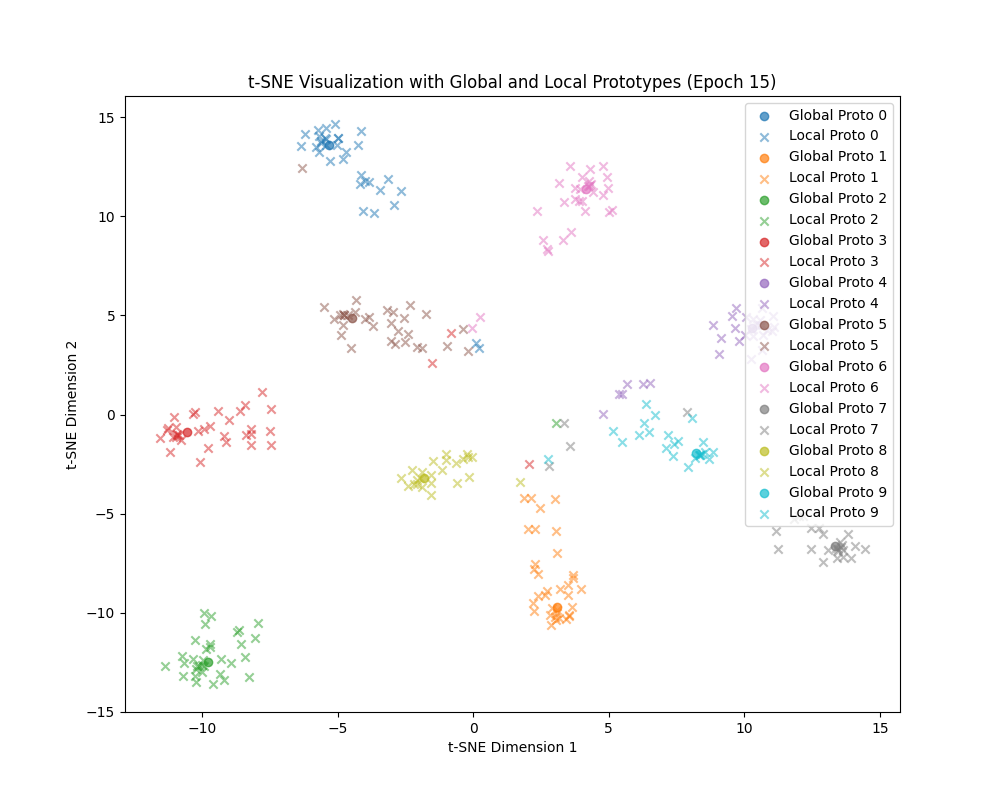 t-SNE Visualization with Global and Local Prototypes (Epoch 15)
15
10
5
0
−5
−10
−15
t-SNE Dimension 2
Global Proto 0
Local Proto 0
Global Proto 1
Local Proto 1
Global Proto 2
Local Proto 2
Global Proto 3
Local Proto 3
Global Proto 4
Local Proto 4
Global Proto 5
Local Proto 5
Global Proto 6
Local Proto 6
Global Proto 7
Local Proto 7
Global Proto 8
Local Proto 8
Global Proto 9
Local Proto 9
−10 −5 0 5 10 15
t-SNE Dimension 1